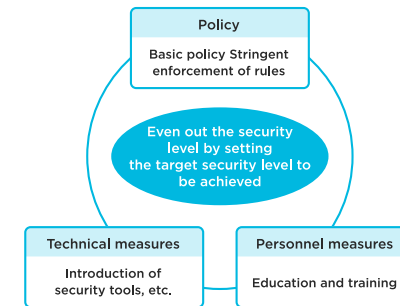 Policy
Basic policy Stringent
enforcement of rules
Even out the security
level by setting
the target security level to
be achieved
Technical measures
Introduction of
security tools, etc.
Personnel measures
Education and training